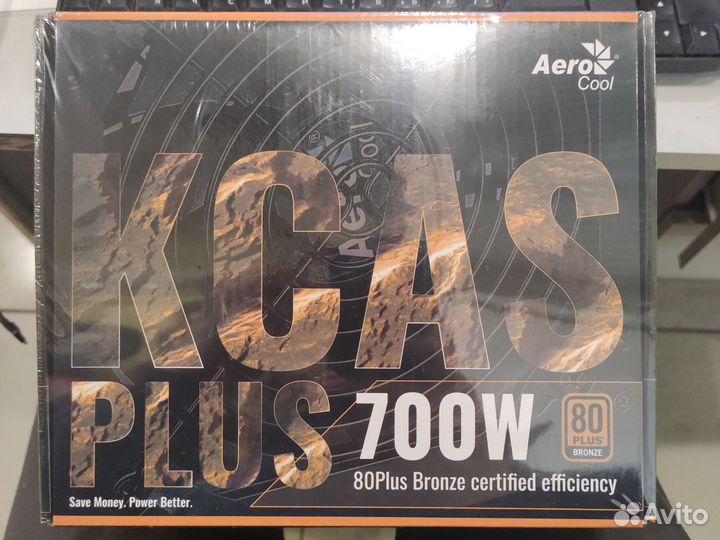 Aero
Cool
KCAS
PLUS 700W
80
PLUS
BRONZE
80Plus Bronze certified efficiency
Save Money. Power Better.
Avito